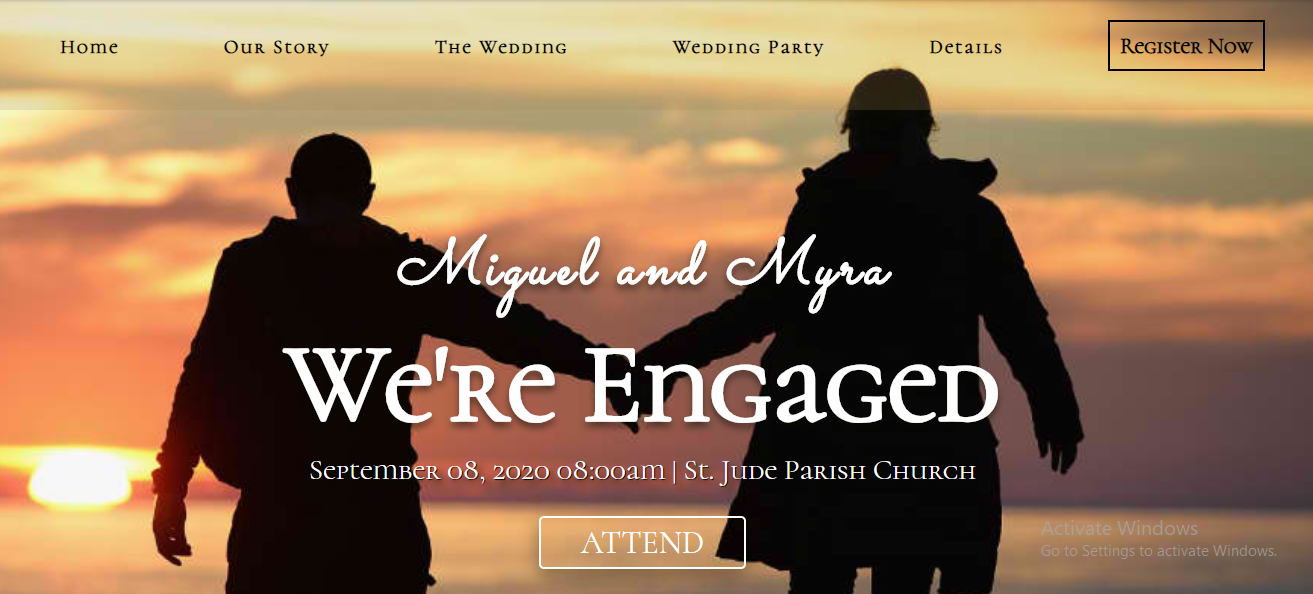 Home Our Story The Wedding Wedding Party Details Register Now
Miguel and Myra
We're Engaged
September 08, 2020 08:00am | St. Jude Parish Church
ATTEND
Activate Windows
Go to Settings to activate Windows.